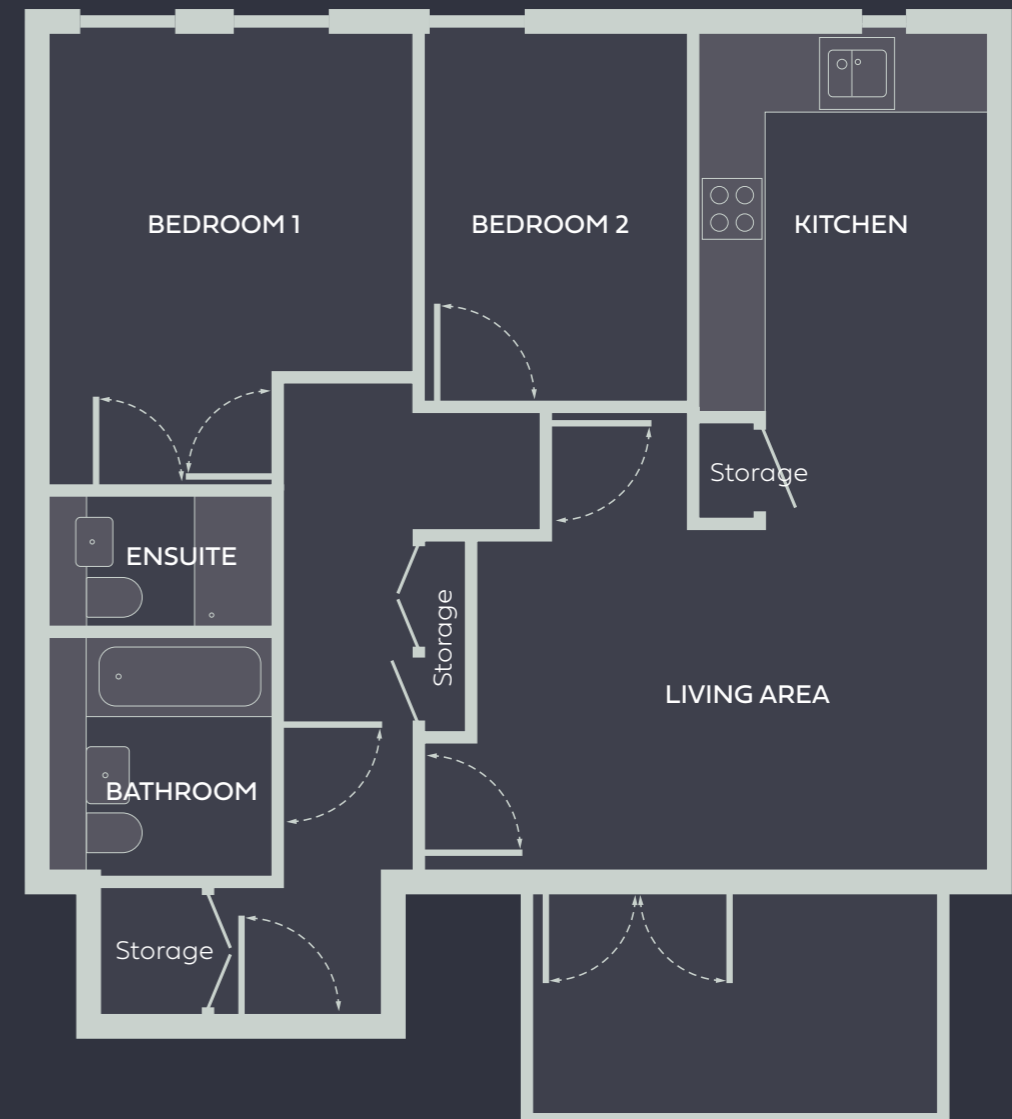 BEDROOM 1
BEDROOM 2
KITCHEN
Storage
ENSUITE
Storage
LIVING AREA
BATHROOM
Storage